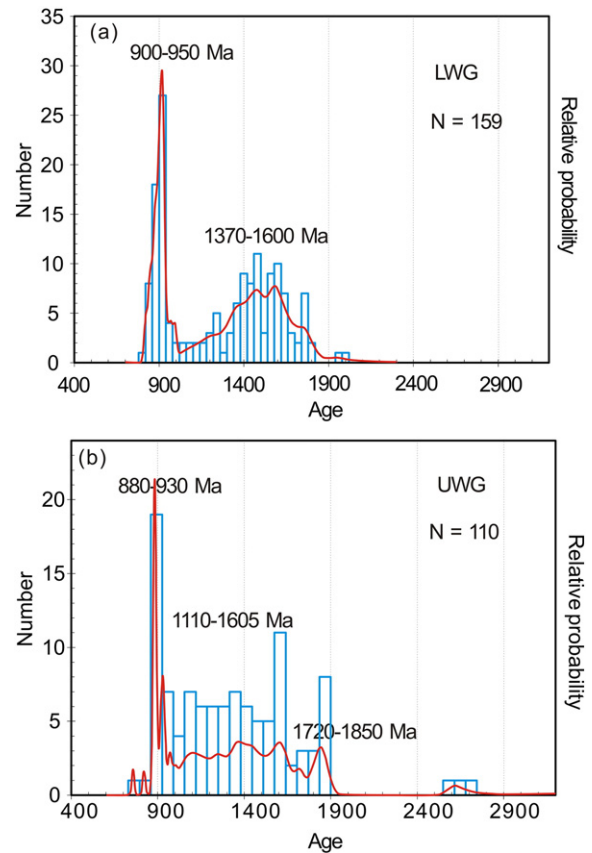 (a)
900-950 Ma
LWG
N = 159
1370-1600 Ma
Number
Relative probability
35
30
25
20
15
10
5
0
400 900 1400 1900 2400 2900
Age
(b)
880-930 Ma
UWG
N = 110
1110-1605 Ma
1720-1850 Ma
Number
Relative probability
20
15
10
5
0
400 900 1400 1900 2400 2900
Age